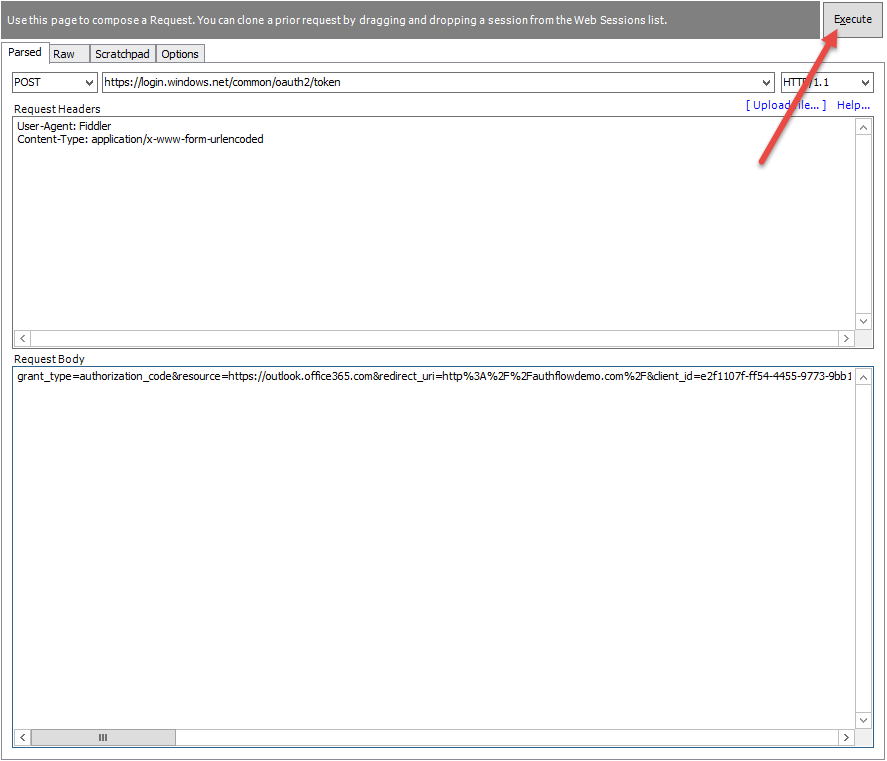 Use this page to compose a Request. You can clone a prior request by dragging and dropping a session from the Web Sessions list.
Execute
Parsed Raw Scratchpad Options
POST https://login.windows.net/common/oauth2/token HTTP/1.1
Request Headers [ Upload file... ] Help...
User-Agent: Fiddler
Content-Type: application/x-www-form-urlencoded
Request Body
grant_type=authorization_code&resource=https://outlook.office365.com&redirect_uri=http%3A%2F%2Fauthflowdemo.com%2F&client_id=e2f1107f-ff54-4455-9773-9bb1